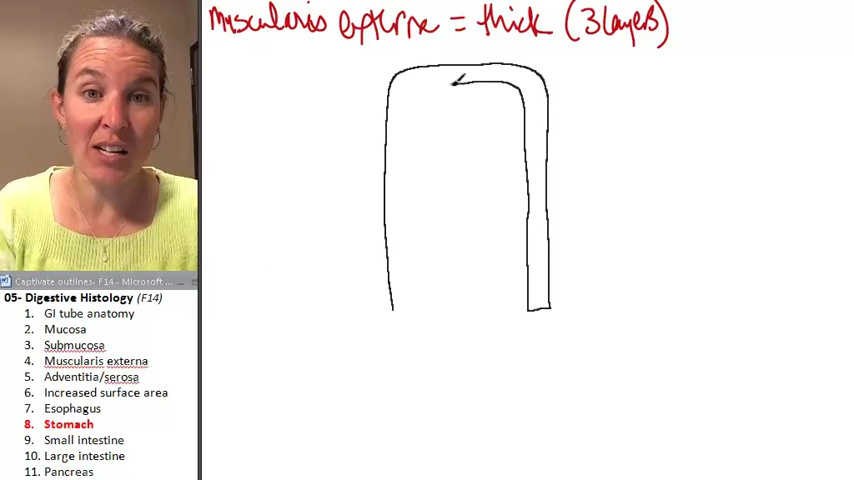 Muscularis externa = thick (3 layers)
Captivate outlines- F14 - Microsoft ...
05- Digestive Histology (F14)
1. GI tube anatomy
2. Mucosa
3. Submucosa
4. Muscularis externa
5. Adventitia/serosa
6. Increased surface area
7. Esophagus
8. Stomach
9. Small intestine
10. Large intestine
11. Pancreas